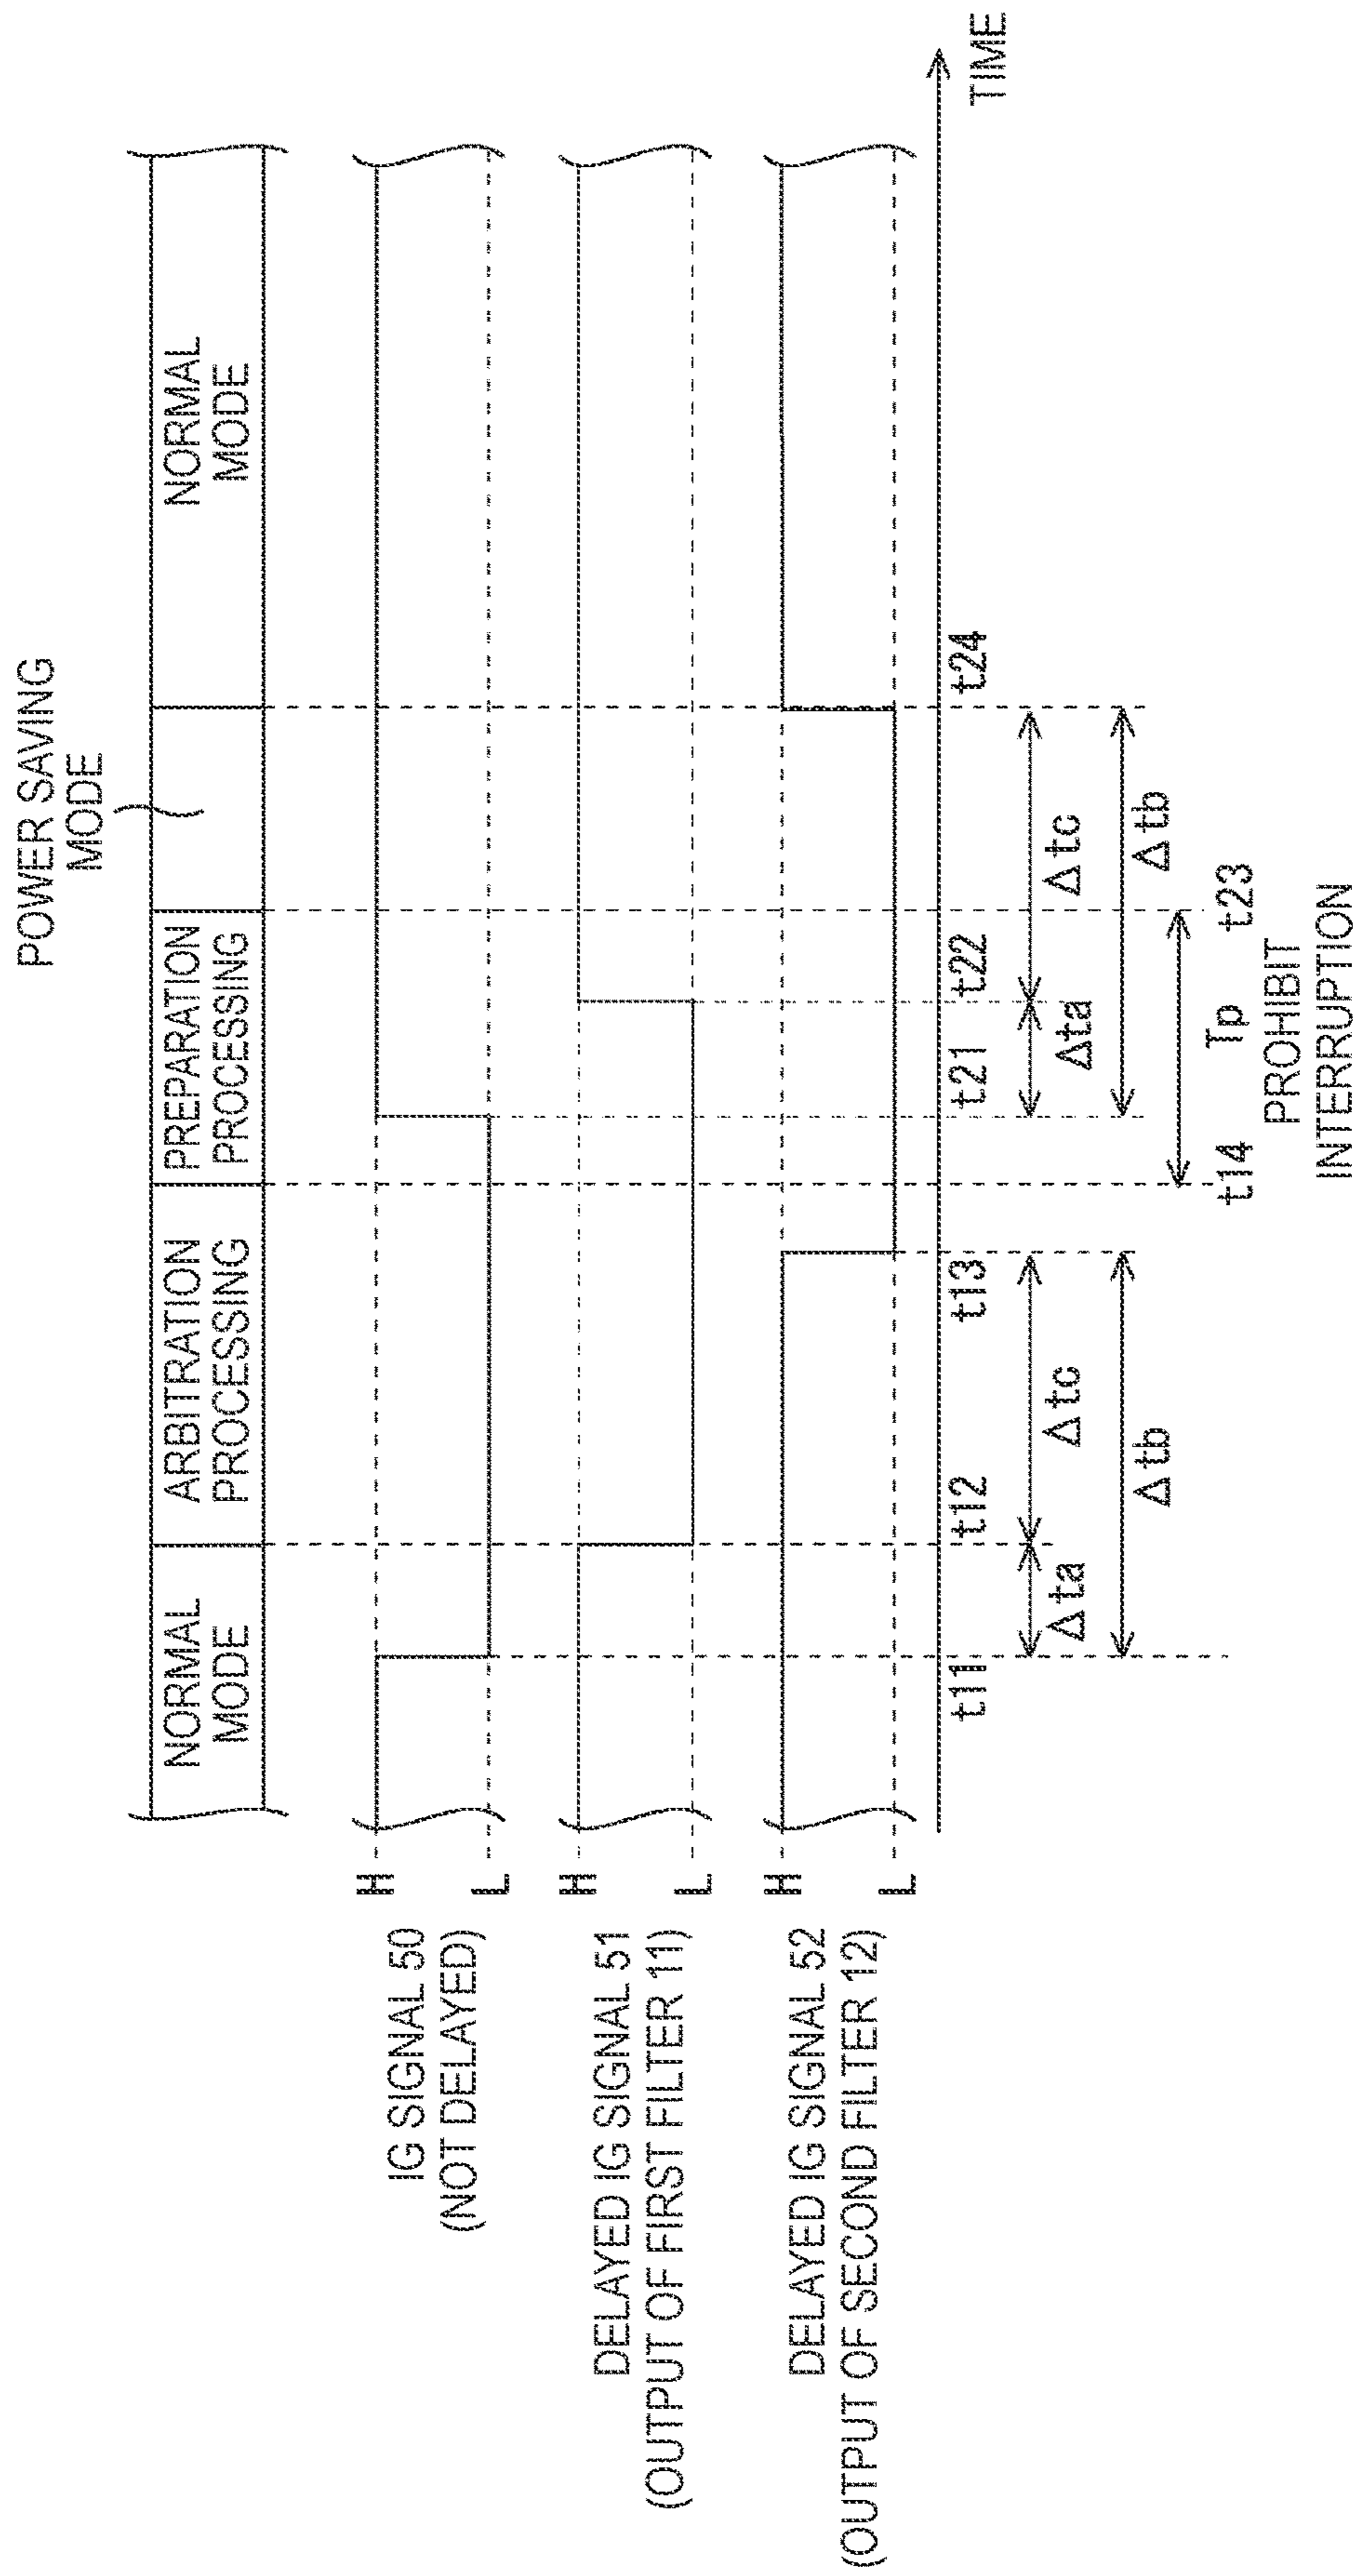 POWER SAVING
MODE
NORMAL
MODE
ARBITRATION
PROCESSING
PREPARATION
PROCESSING
NORMAL
MODE
IG SIGNAL 50
(NOT DELAYED)
H
L
DELAYED IG SIGNAL 51
(OUTPUT OF FIRST FILTER 11)
H
L
DELAYED IG SIGNAL 52
(OUTPUT OF SECOND FILTER 12)
H
L
t11
t12
t13
t21
t22
t24
TIME
Δta
Δtc
Δta
Δtc
Δtb
Δtb
t14
Tp
t23
PROHIBIT
INTERRUPTION